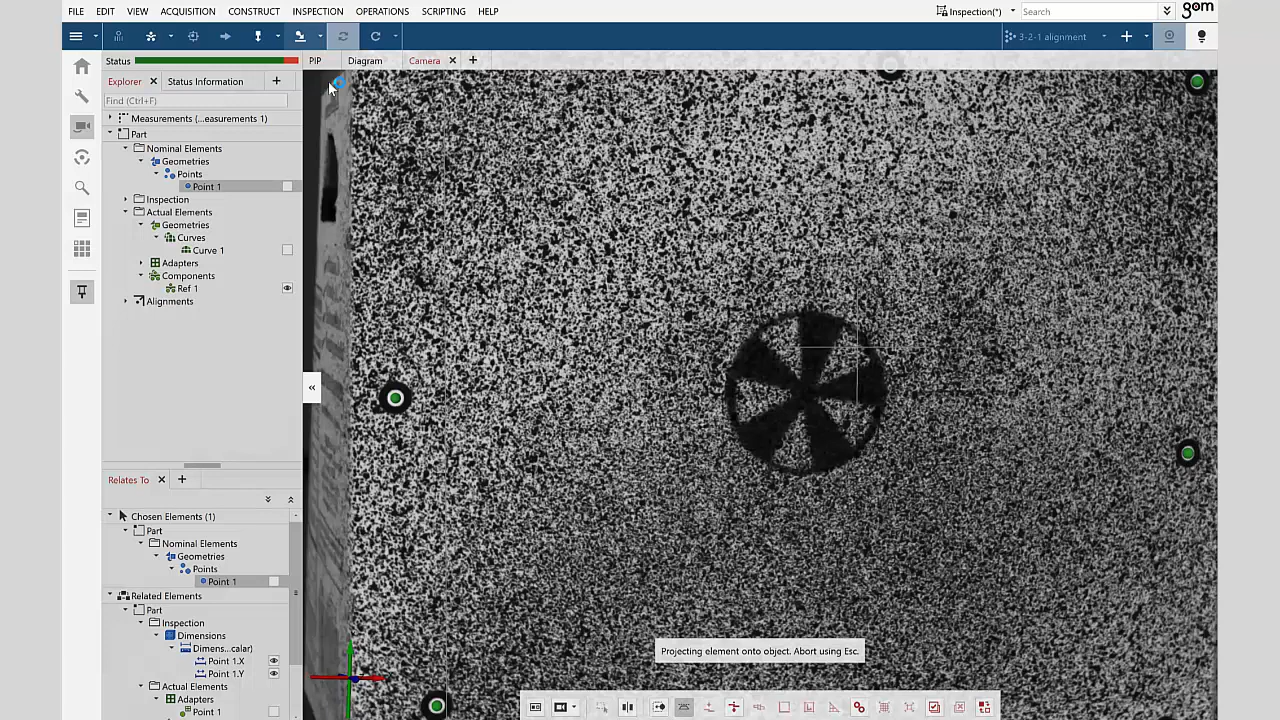 FILE EDIT VIEW ACQUISITION CONSTRUCT INSPECTION OPERATIONS SCRIPTING HELP Inspection(*) Search gom
3-2-1 alignment
Status PIP Diagram Camera
Explorer Status Information
Find (Ctrl+F)
Measurements (...easurements 1)
Part
Nominal Elements
Geometries
Points
Point 1
Inspection
Actual Elements
Geometries
Curves
Curve 1
Adapters
Components
Ref 1
Alignments
Relates To
Chosen Elements (1)
Part
Nominal Elements
Geometries
Points
Point 1
Related Elements
Part
Inspection
Dimensions
Dimens...calar)
Point 1.X
Point 1.Y
Actual Elements
Adapters
Point 1
Projecting element onto object. Abort using Esc.